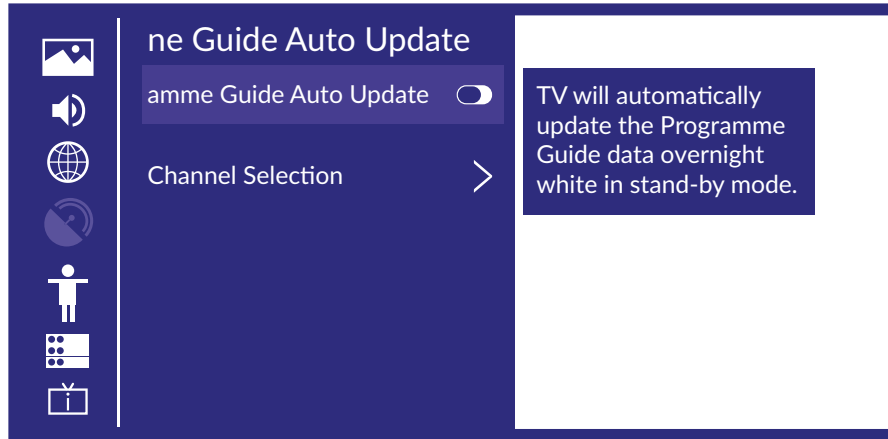 ne Guide Auto Update
amme Guide Auto Update
Channel Selection
TV will automatically
update the Programme
Guide data overnight
white in stand-by mode.
i